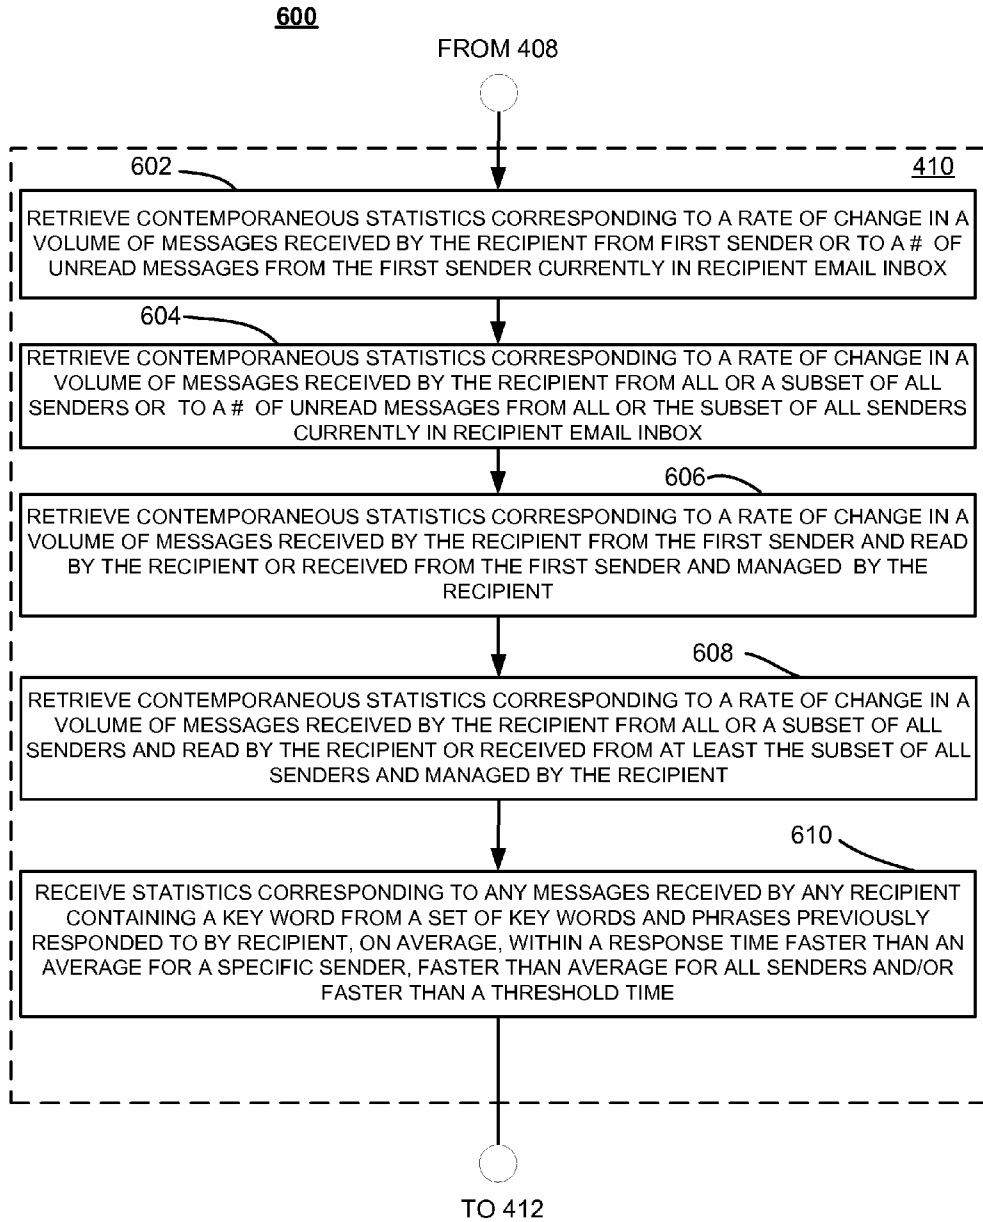 600
FROM 408
410
602
RETRIEVE CONTEMPORANEOUS STATISTICS CORRESPONDING TO A RATE OF CHANGE IN A
VOLUME OF MESSAGES RECEIVED BY THE RECIPIENT FROM FIRST SENDER OR TO A # OF
UNREAD MESSAGES FROM THE FIRST SENDER CURRENTLY IN RECIPIENT EMAIL INBOX
604
RETRIEVE CONTEMPORANEOUS STATISTICS CORRESPONDING TO A RATE OF CHANGE IN A
VOLUME OF MESSAGES RECEIVED BY THE RECIPIENT FROM ALL OR A SUBSET OF ALL
SENDERS OR TO A # OF UNREAD MESSAGES FROM ALL OR THE SUBSET OF ALL SENDERS
CURRENTLY IN RECIPIENT EMAIL INBOX
606
RETRIEVE CONTEMPORANEOUS STATISTICS CORRESPONDING TO A RATE OF CHANGE IN A
VOLUME OF MESSAGES RECEIVED BY THE RECIPIENT FROM THE FIRST SENDER AND READ
BY THE RECIPIENT OR RECEIVED FROM THE FIRST SENDER AND MANAGED BY THE
RECIPIENT
608
RETRIEVE CONTEMPORANEOUS STATISTICS CORRESPONDING TO A RATE OF CHANGE IN A
VOLUME OF MESSAGES RECEIVED BY THE RECIPIENT FROM ALL OR A SUBSET OF ALL
SENDERS AND READ BY THE RECIPIENT OR RECEIVED FROM AT LEAST THE SUBSET OF ALL
SENDERS AND MANAGED BY THE RECIPIENT
610
RECEIVE STATISTICS CORRESPONDING TO ANY MESSAGES RECEIVED BY ANY RECIPIENT
CONTAINING A KEY WORD FROM A SET OF KEY WORDS AND PHRASES PREVIOUSLY
RESPONDED TO BY RECIPIENT, ON AVERAGE, WITHIN A RESPONSE TIME FASTER THAN AN
AVERAGE FOR A SPECIFIC SENDER, FASTER THAN AVERAGE FOR ALL SENDERS AND/OR
FASTER THAN A THRESHOLD TIME
TO 412